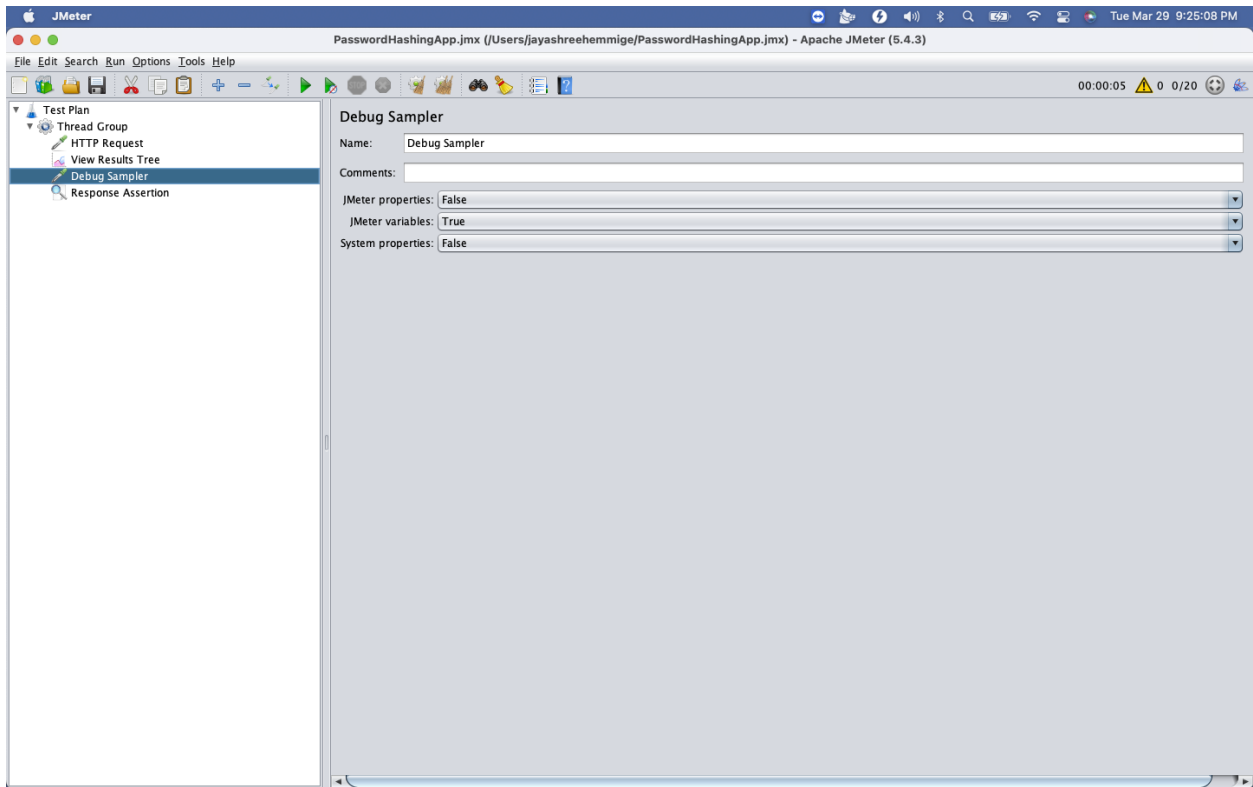 JMeter
Tue Mar 29 9:25:08 PM
PasswordHashingApp.jmx (/Users/jayashreehemmige/PasswordHashingApp.jmx) - Apache JMeter (5.4.3)
File Edit Search Run Options Tools Help
00:00:05 0 0/20
Test Plan
Thread Group
HTTP Request
View Results Tree
Debug Sampler
Response Assertion
Debug Sampler
Name: Debug Sampler
Comments:
JMeter properties: False
JMeter variables: True
System properties: False